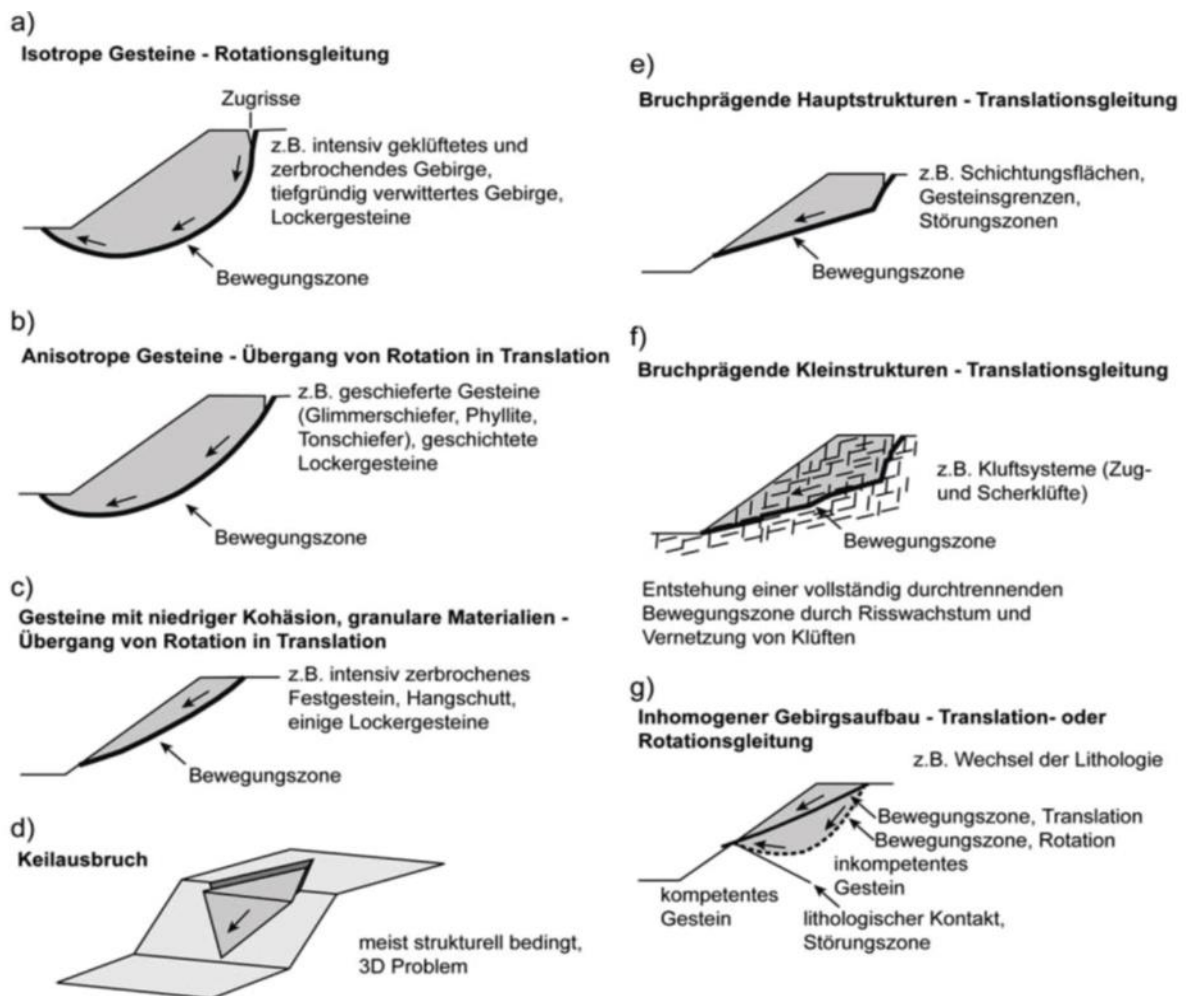 a)
Isotrope Gesteine - Rotationsgleitung
Zugrisse
z.B. intensiv geklüftetes und
zerbrochendes Gebirge,
tiefgründig verwittertes Gebirge,
Lockergesteine
Bewegungszone
b)
Anisotrope Gesteine - Übergang von Rotation in Translation
z.B. geschieferte Gesteine
(Glimmerschiefer, Phyllite,
Tonschiefer), geschichtete
Lockergesteine
Bewegungszone
c)
Gesteine mit niedriger Kohäsion, granulare Materialien -
Übergang von Rotation in Translation
z.B. intensiv zerbrochenes
Festgestein, Hangschutt,
einige Lockergesteine
Bewegungszone
d)
Keilausbruch
meist strukturell bedingt,
3D Problem
e)
Bruchprägende Hauptstrukturen - Translationsgleitung
z.B. Schichtungsflächen,
Gesteinsgrenzen,
Störungszonen
Bewegungszone
f)
Bruchprägende Kleinstrukturen - Translationsgleitung
z.B. Kluftsysteme (Zug-
und Scherklüfte)
Bewegungszone
Entstehung einer vollständig durchtrennenden
Bewegungszone durch Risswachstum und
Vernetzung von Klüften
g)
Inhomogener Gebirgsaufbau - Translation- oder
Rotationsgleitung
z.B. Wechsel der Lithologie
Bewegungszone, Translation
Bewegungszone, Rotation
inkompetentes
Gestein
kompetentes
Gestein
lithologischer Kontakt,
Störungszone